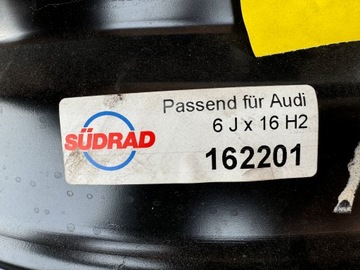 SÜDRAD
Passend für Audi
6 J x 16 H2
162201